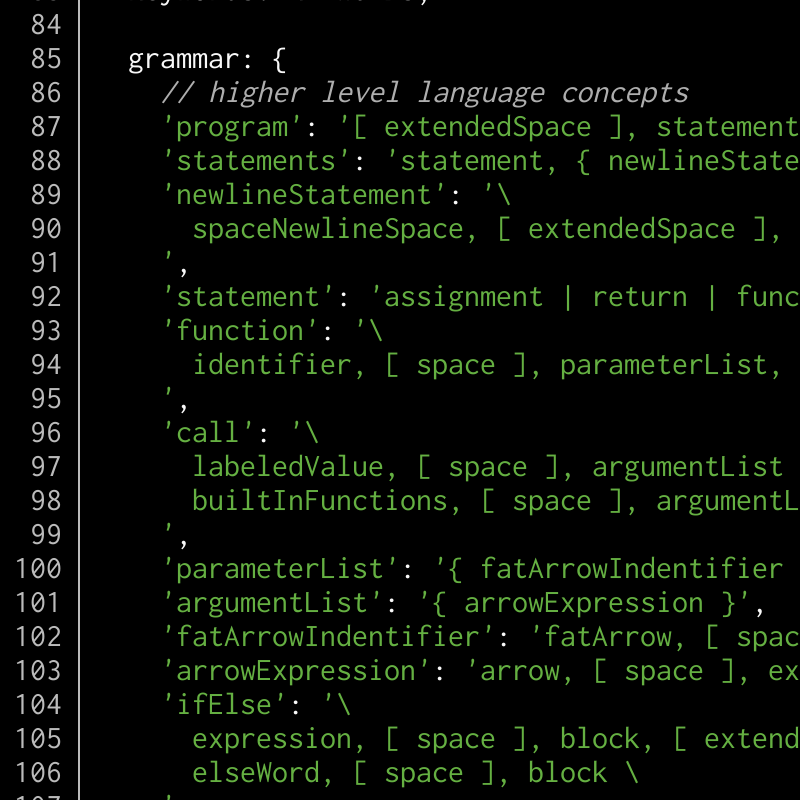 84
85 grammar: {
86 // higher level language concepts
87 'program': '[ extendedSpace ], statement
88 'statements': 'statement, { newlineState
89 'newlineStatement': '\
90 spaceNewlineSpace, [ extendedSpace ],
91 ',
92 'statement': 'assignment | return | func
93 'function': '\
94 identifier, [ space ], parameterList,
95 ',
96 'call': '\
97 labeledValue, [ space ], argumentList
98 builtInFunctions, [ space ], argumentL
99 ',
100 'parameterList': '{ fatArrowIndentifier
101 'argumentList': '{ arrowExpression }',
102 'fatArrowIndentifier': 'fatArrow, [ spac
103 'arrowExpression': 'arrow, [ space ], ex
104 'ifElse': '\
105 expression, [ space ], block, [ extend
106 elseWord, [ space ], block \